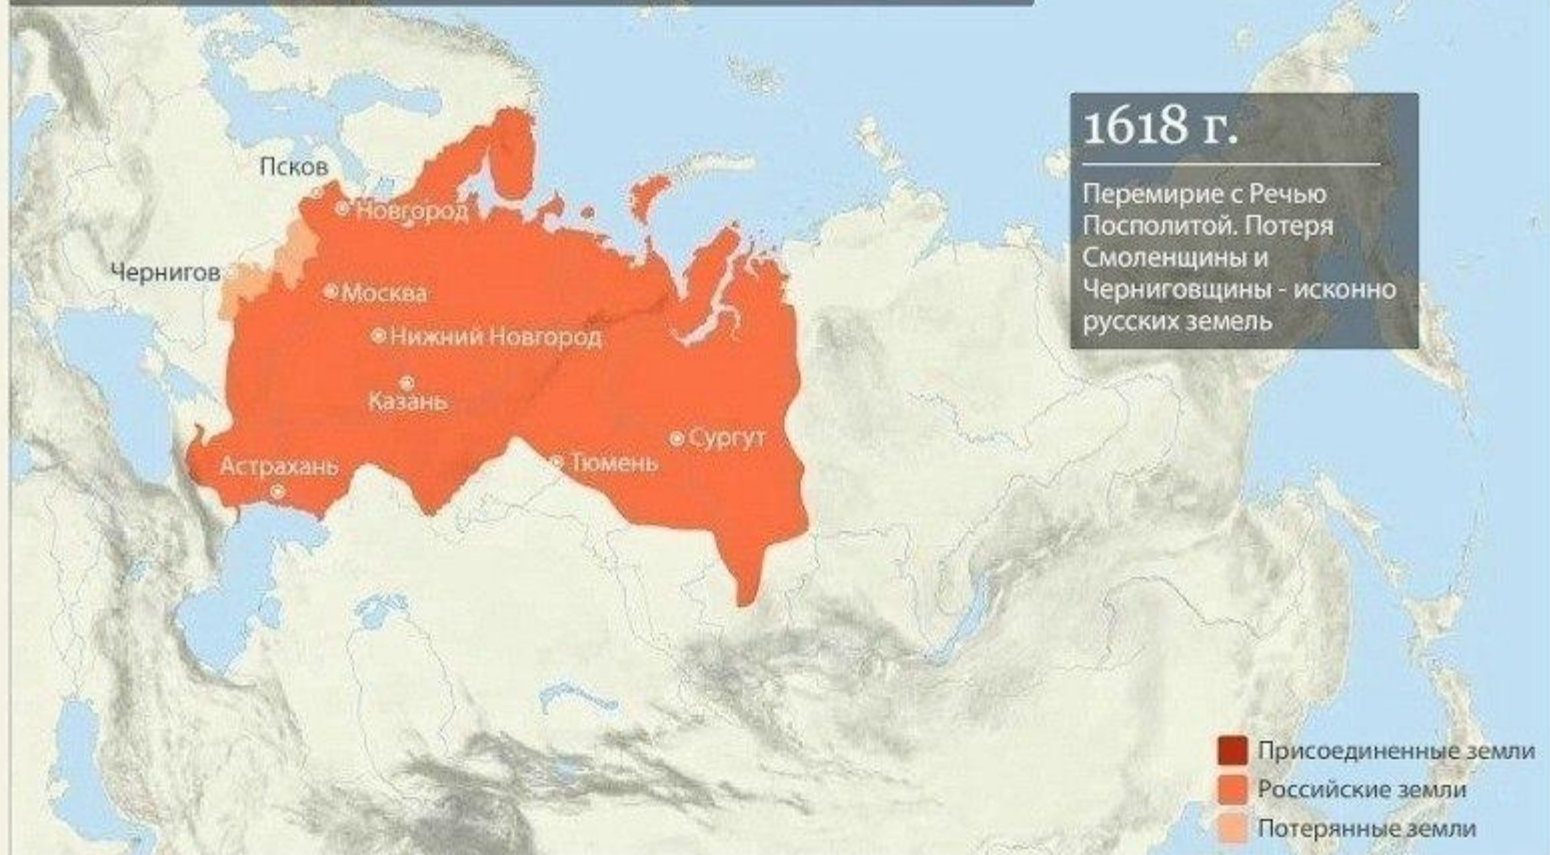 1618 г.
Перемирие с Речью
Посполитой. Потеря
Смоленщины и
Черниговщины - исконно
русских земель
Псков
Новгород
Чернигов
Москва
Нижний Новгород
Казань
Сургут
Тюмень
Астрахань
Присоединенные земли
Российские земли
Потерянные земли